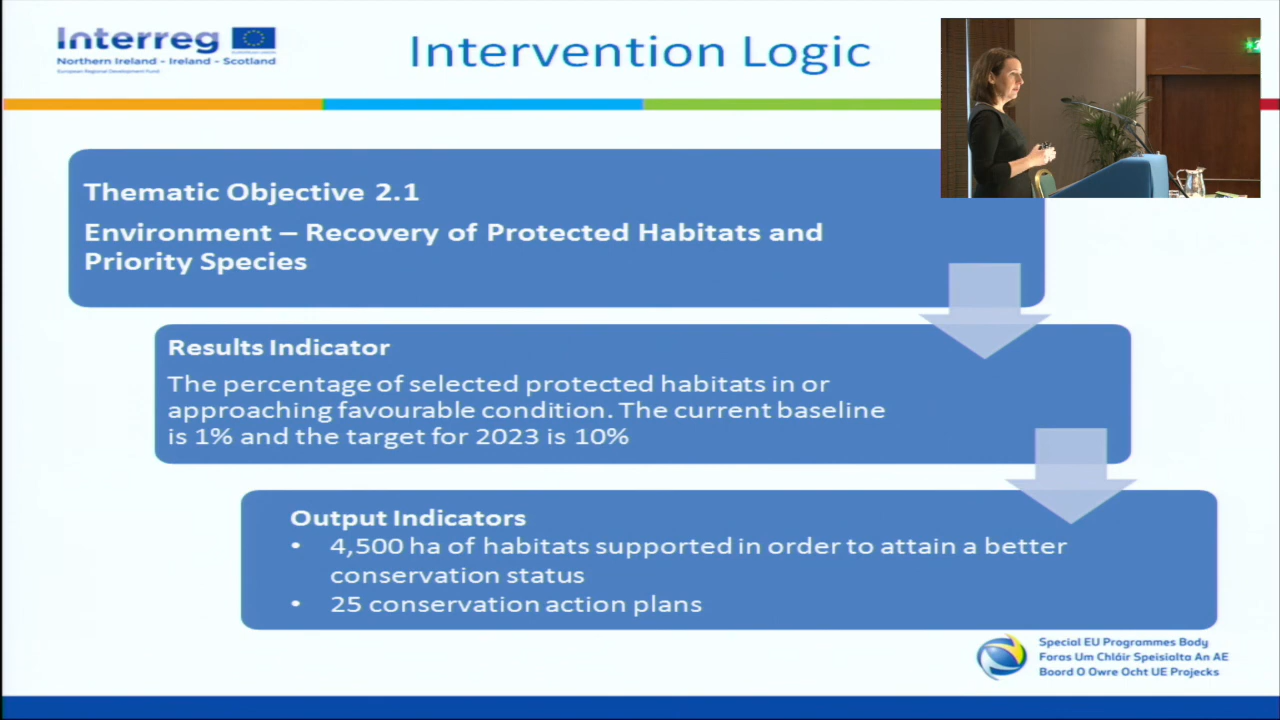 Interreg
Northern Ireland - Ireland - Scotland
European Regional Development Fund
Intervention Logic
Thematic Objective 2.1
Environment – Recovery of Protected Habitats and
Priority Species
Results Indicator
The percentage of selected protected habitats in or
approaching favourable condition. The current baseline
is 1% and the target for 2023 is 10%
Output Indicators
• 4,500 ha of habitats supported in order to attain a better
conservation status
• 25 conservation action plans
Special EU Programmes Body
Foras Um Chláir Speisialta An AE
Boord O Owre Ocht UE Projecks